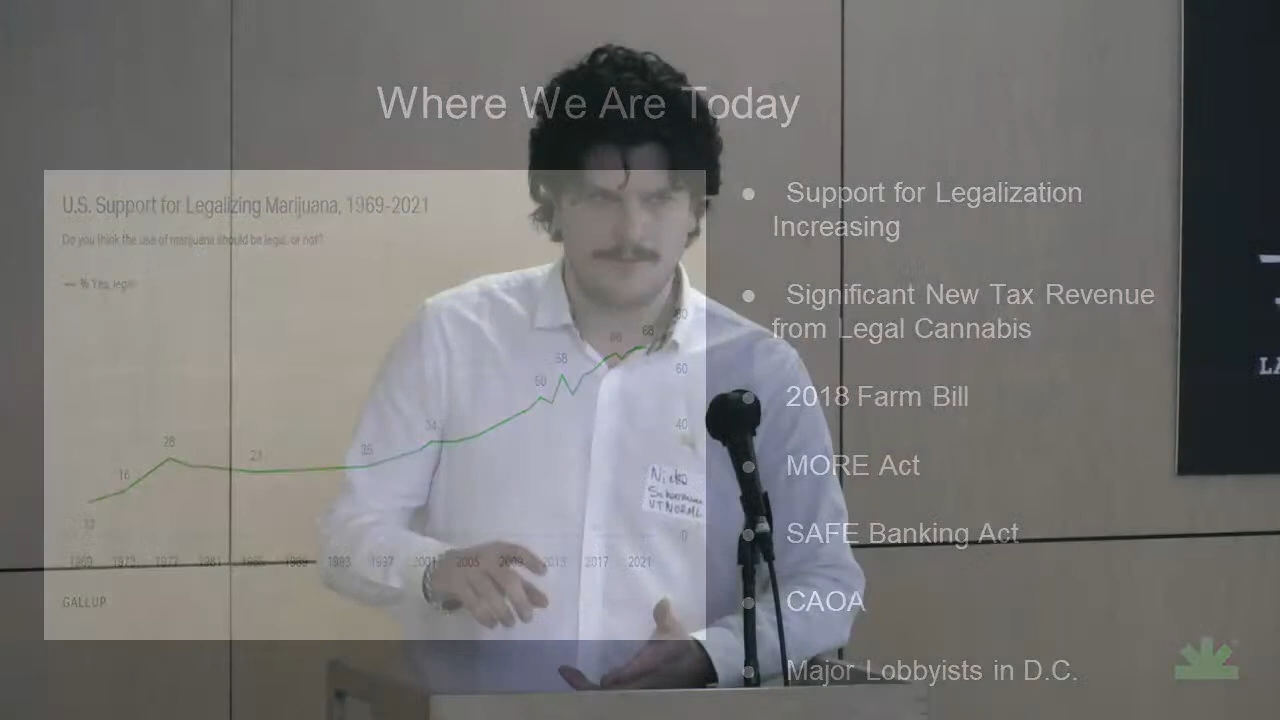 Where We Are Today
U.S. Support for Legalizing Marijuana, 1969-2021
Do you think the use of marijuana should be legal, or not?
% Yes, legal
80
68
66
58
60
50
40
34
28
25
16
12
0
1969 1973 1977 1981 1985 1989 1993 1997 2001 2005 2009 2013 2017 2021
GALLUP
• Support for Legalization
Increasing
• Significant New Tax Revenue
from Legal Cannabis
• 2018 Farm Bill
• MORE Act
• SAFE Banking Act
• CAOA
• Major Lobbyists in D.C.
VTNORML